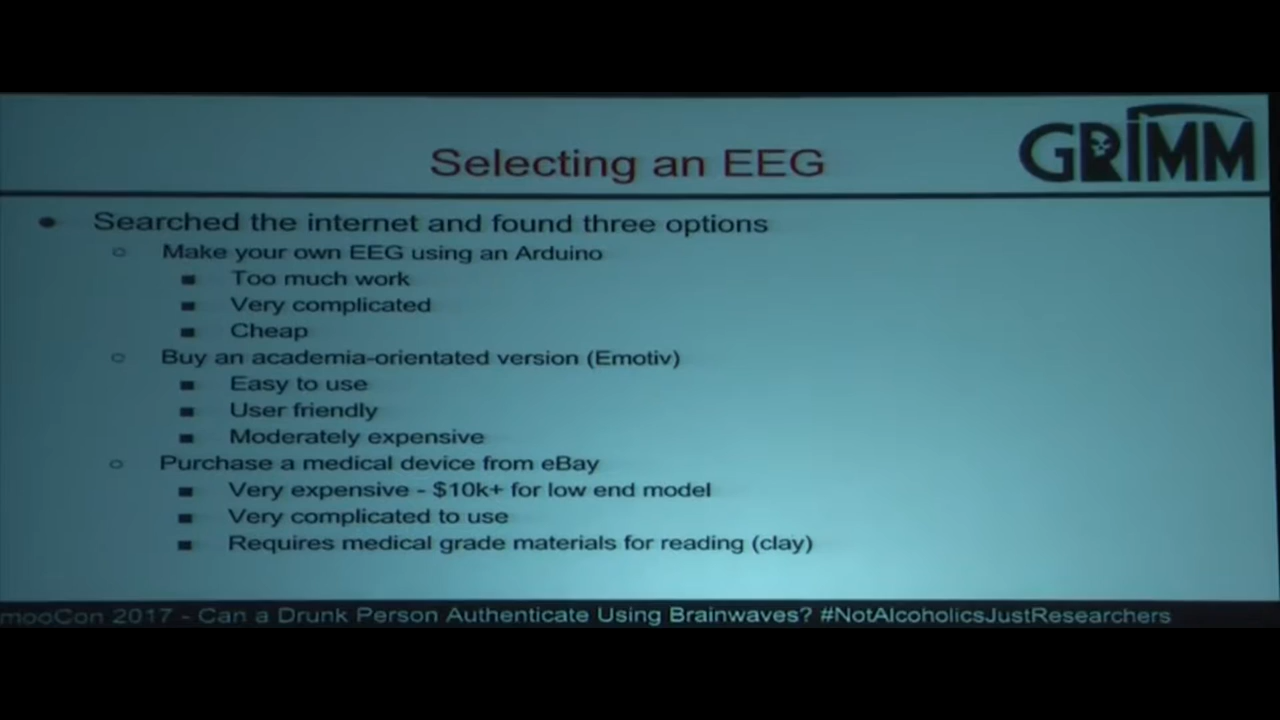 GRIMM
Selecting an EEG
Searched the internet and found three options
Make your own EEG using an Arduino
Too much work
Very complicated
Cheap
Buy an academia-orientated version (Emotiv)
Easy to use
User friendly
Moderately expensive
Purchase a medical device from eBay
Very expensive - $10k+ for low end model
Very complicated to use
Requires medical grade materials for reading (clay)
mooCon 2017 - Can a Drunk Person Authenticate Using Brainwaves? #NotAlcoholicsJustResearchers